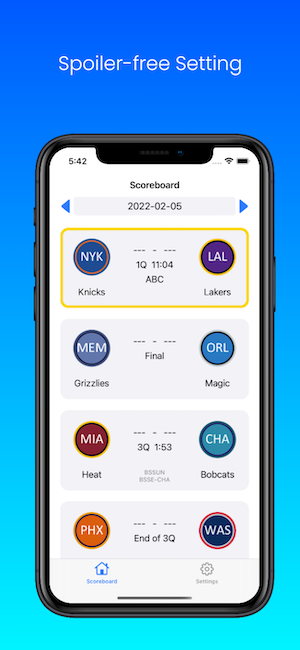 Spoiler-free Setting
5:42
Scoreboard
2022-02-05
NYK
--- - ---
LAL
1Q 11:04
ABC
Knicks
Lakers
MEM
--- - ---
ORL
Final
Grizzlies
Magic
MIA
--- - ---
CHA
3Q 1:53
Heat
BSSUN
BSSE-CHA
Bobcats
PHX
--- - ---
WAS
End of 3Q
Scoreboard
Settings